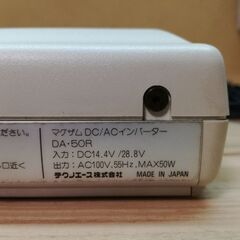 ださい。
口近く
マクザム DC/ACインバーター
DA·50R
入力：DC14.4V/28.8V
出力：AC100V,55Hz,MAX50W
テクノエース株式会社
MADE IN JAPAN